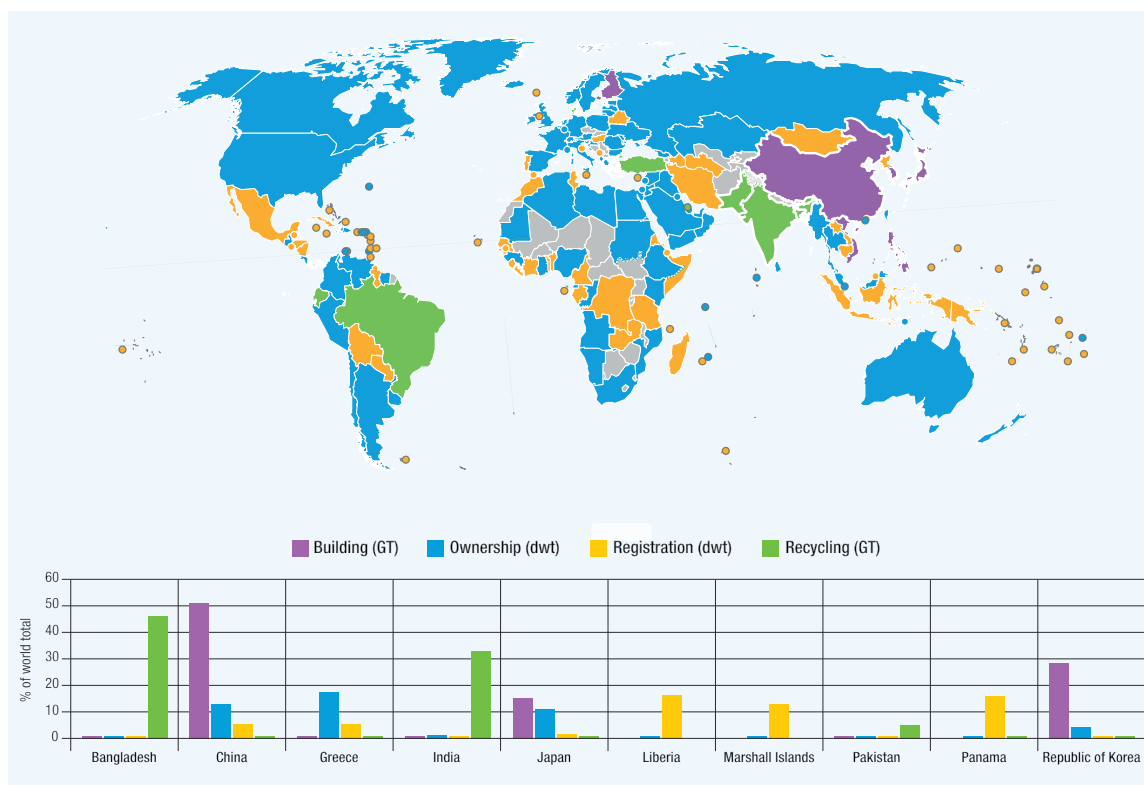 Building (GT) Ownership (dwt) Registration (dwt) Recycling (GT)
% of world total
60
50
40
30
20
10
0
Bangladesh China Greece India Japan Liberia Marshall Islands Pakistan Panama Republic of Korea